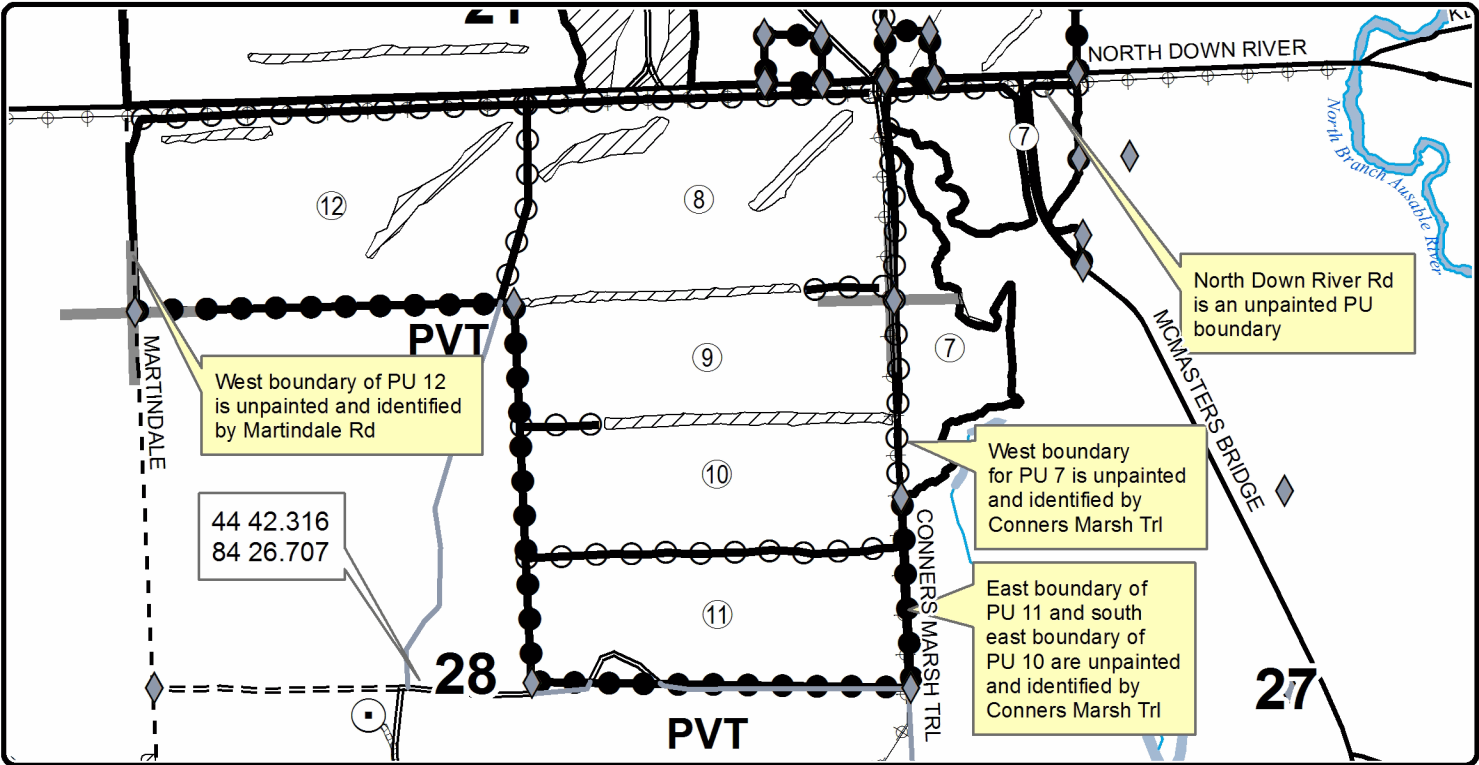 NORTH DOWN RIVER
7
North Branch Ausable River
12
8
North Down River Rd
is an unpainted PU
boundary
PVT
MARTINDALE
West boundary of PU 12
is unpainted and identified
by Martindale Rd
9
7
MCMASTERS BRIDGE
West boundary
for PU 7 is unpainted
and identified by
Conners Marsh Trl
10
44 42.316
84 26.707
CONNERS MARSH TRL
East boundary of
PU 11 and south
east boundary of
PU 10 are unpainted
and identified by
Conners Marsh Trl
11
28
27
PVT